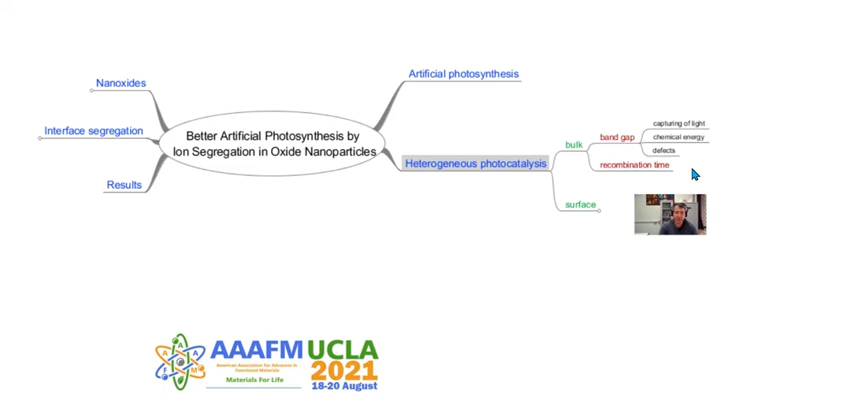 Nanoxides
Interface segregation
Results
Better Artificial Photosynthesis by
Ion Segregation in Oxide Nanoparticles
Artificial photosynthesis
Heterogeneous photocatalysis
bulk
band gap
capturing of light
chemical energy
defects
recombination time
surface
A
A
A
F
M
AAAFM UCLA
American Association for Advances in
Functional Materials
Materials For Life
2021
18-20 August